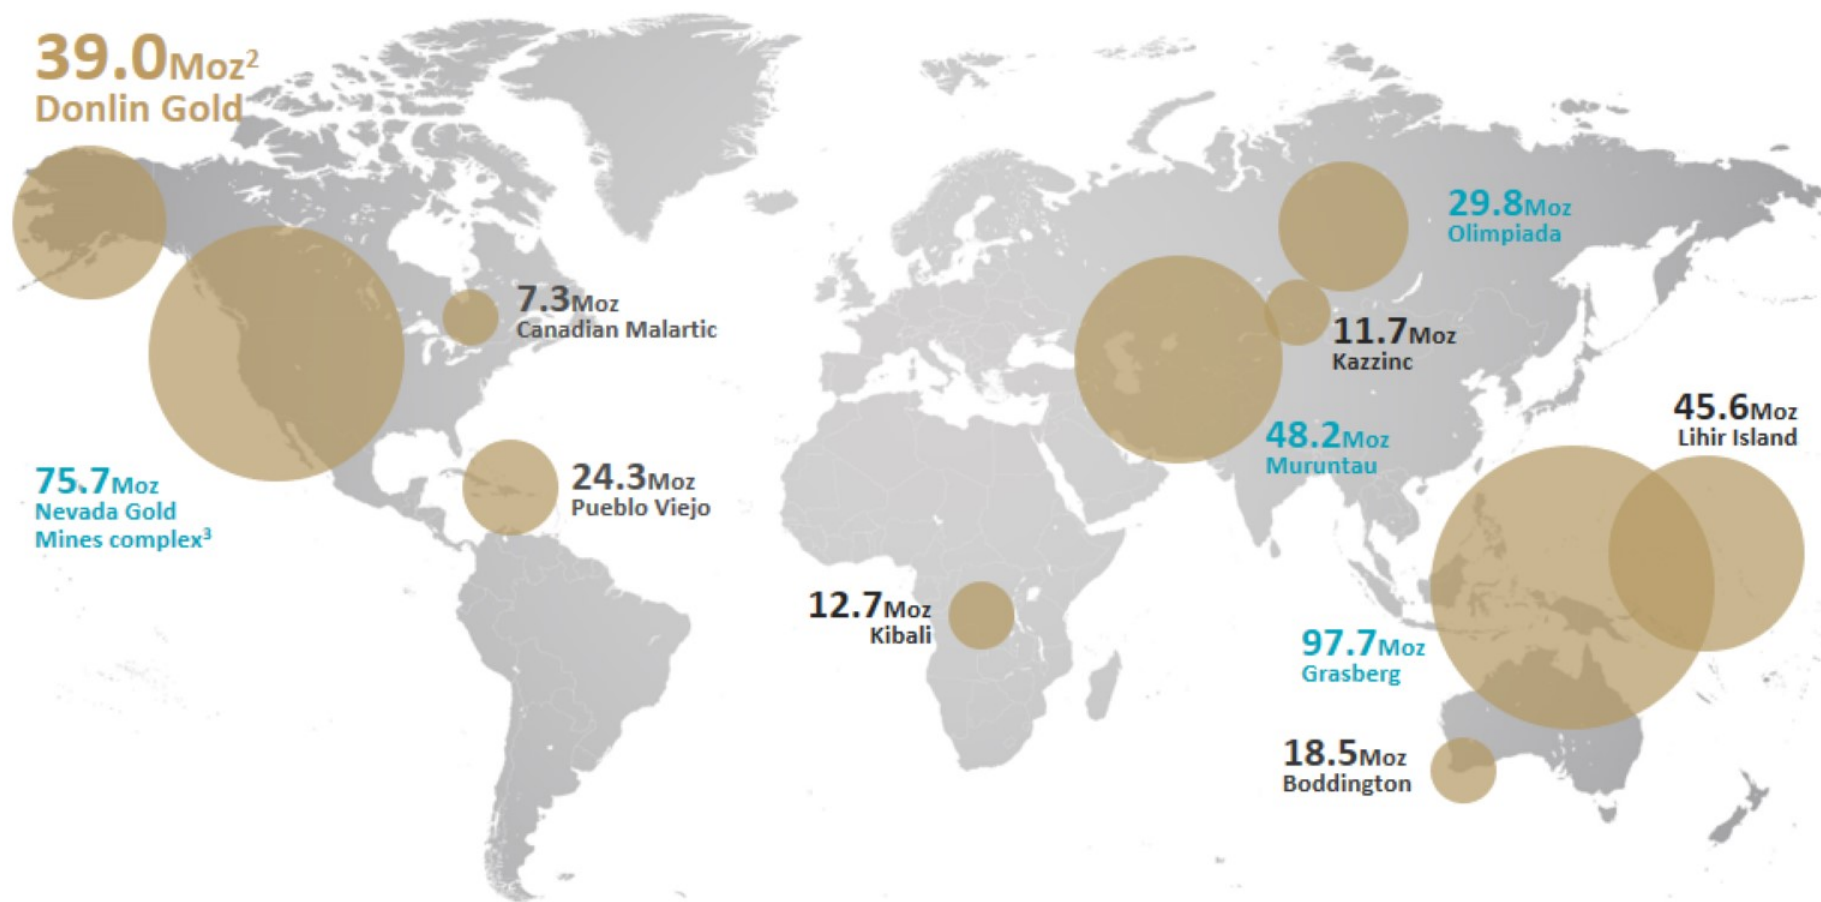 39.0Moz²
Donlin Gold
29.8Moz
Olimpiada
7.3Moz
Canadian Malartic
11.7Moz
Kazzinc
45.6Moz
Lihir Island
48.2Moz
Muruntau
75.7Moz
Nevada Gold
Mines complex³
24.3Moz
Pueblo Viejo
12.7Moz
Kibali
97.7Moz
Grasberg
18.5Moz
Boddington